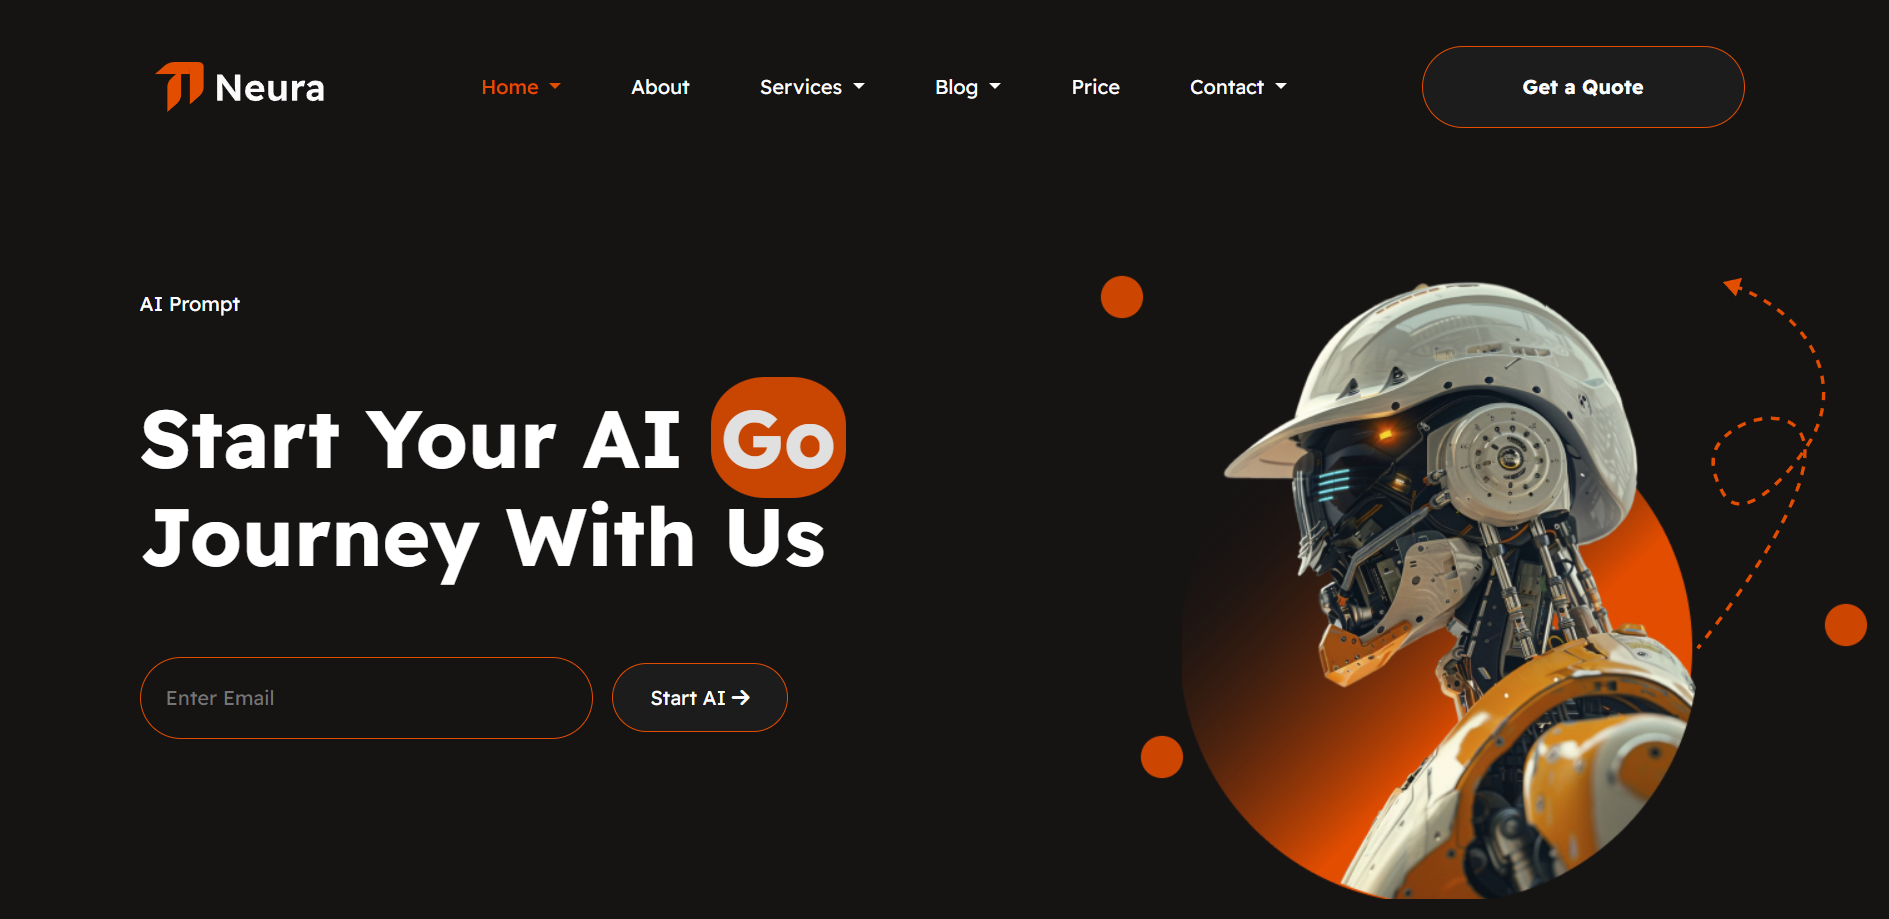 Neura
Home
About
Services
Blog
Price
Contact
Get a Quote
AI Prompt
Start Your AI Go
Journey With Us
Enter Email
Start AI